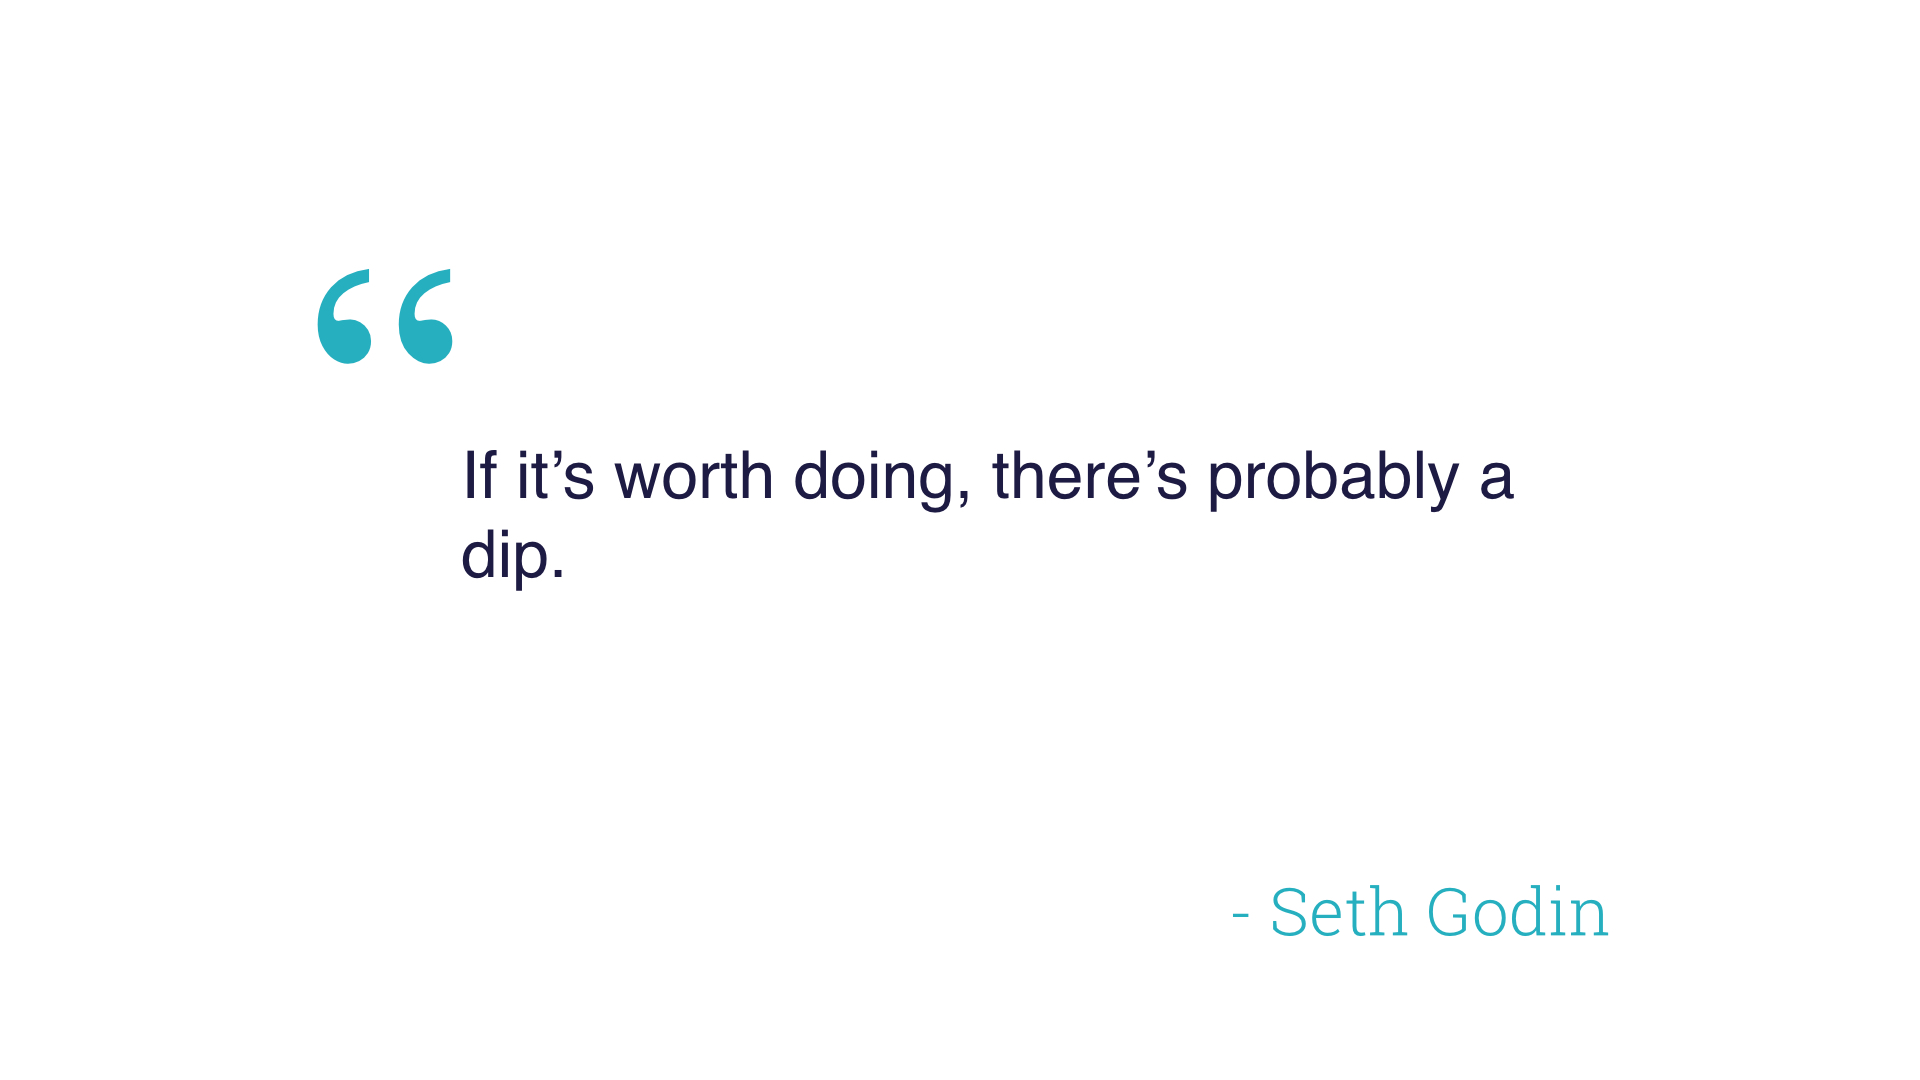 “
If it’s worth doing, there’s probably a
dip.
- Seth Godin